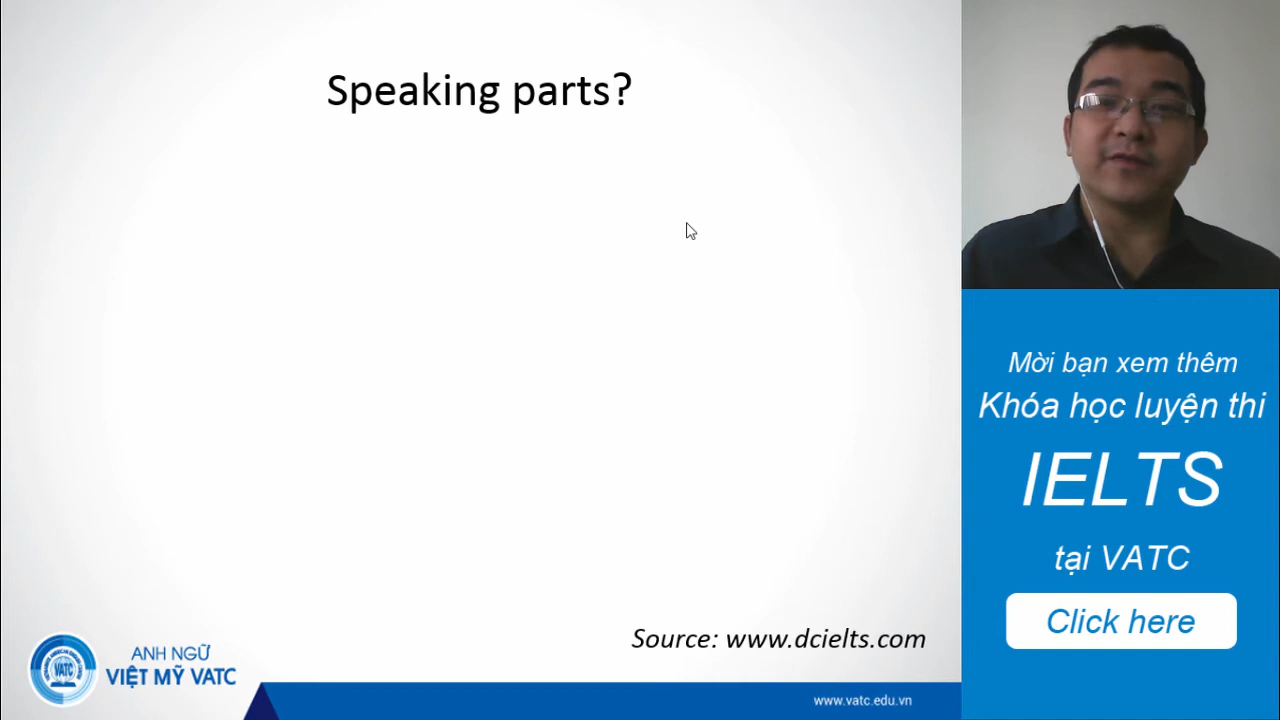 Speaking parts?
Source: www.dcielts.com
VATC
ANH NGỮ
VIỆT MỸ VATC
www.vatc.edu.vn
Mời bạn xem thêm
Khóa học luyện thi
IELTS
tại VATC
Click here